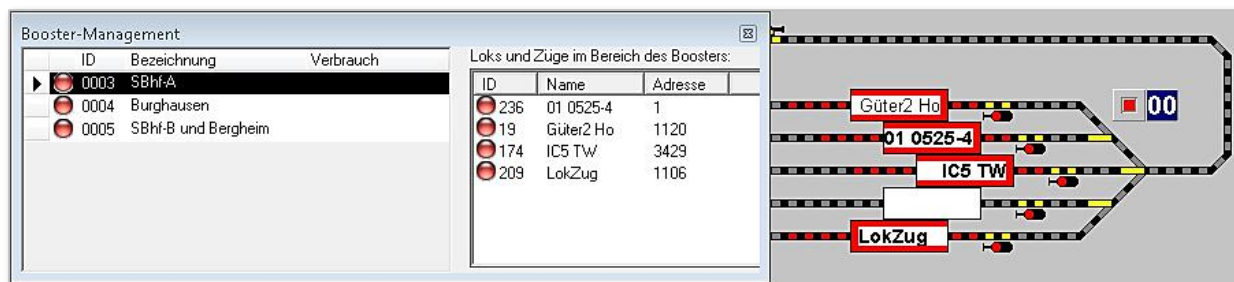 Booster-Management
ID Bezeichnung Verbrauch
0003 SBhf-A
0004 Burghausen
0005 SBhf-B und Bergheim
Loks und Züge im Bereich des Boosters:
ID Name Adresse
236 01 0525-4 1
19 Güter2 Ho 1120
174 IC5 TW 3429
209 LokZug 1106
Güter2 Ho
00
01 0525-4
IC5 TW
LokZug